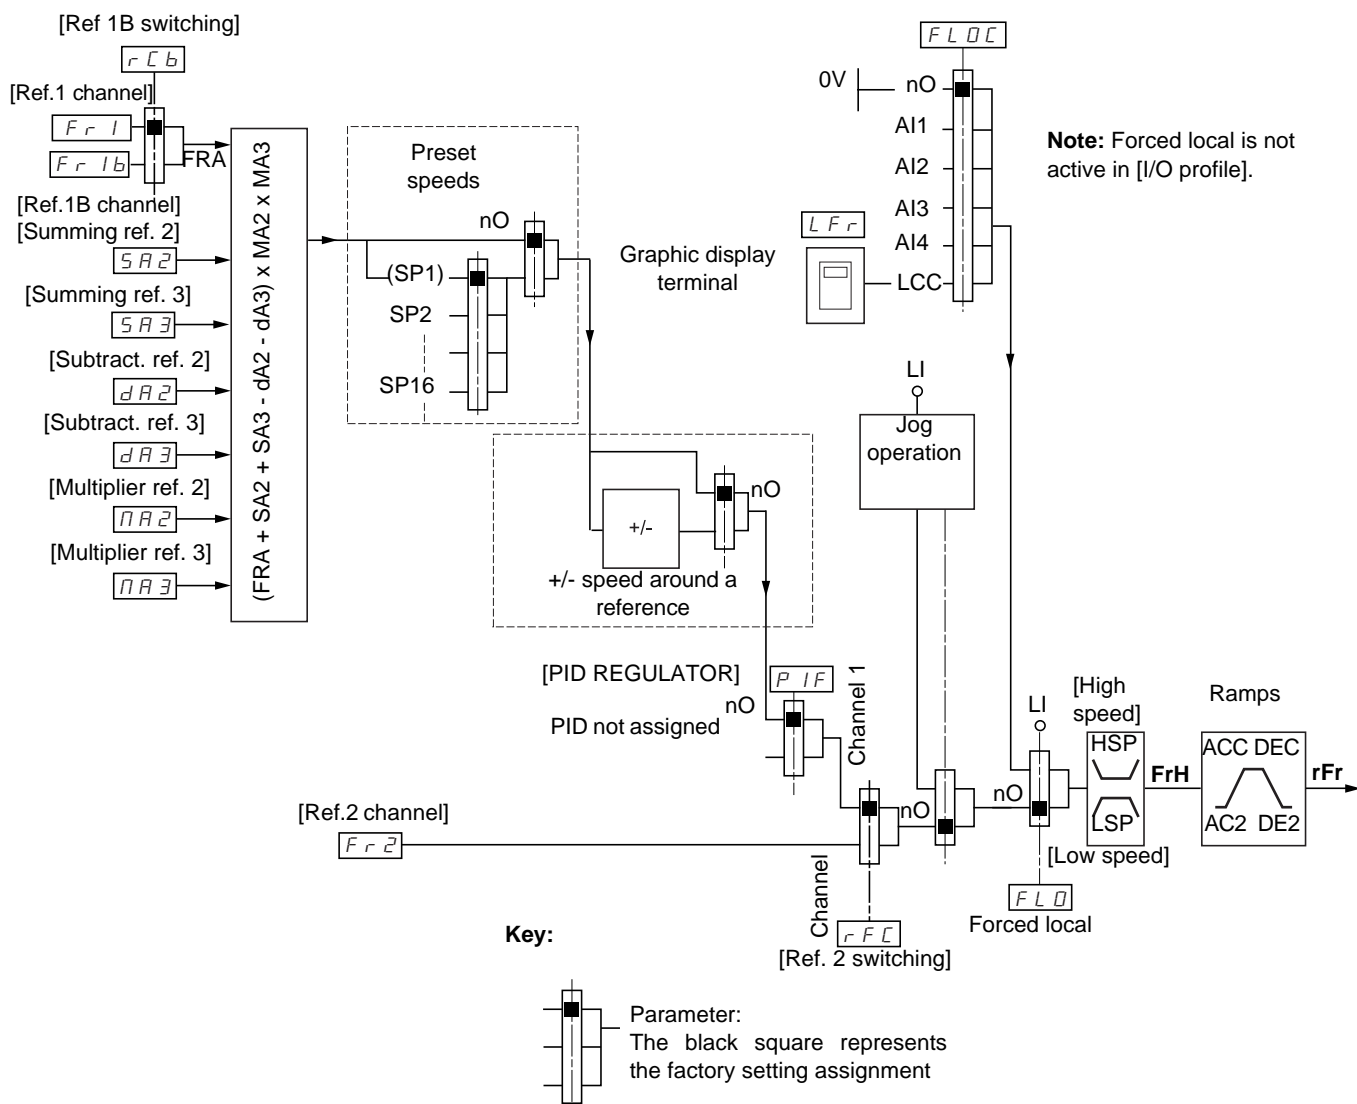 [Ref 1B switching]
rCb
[Ref.1 channel]
Fr1
Fr1b
FRA
[Ref.1B channel]
[Summing ref. 2]
SA2
[Summing ref. 3]
SA3
[Subtract. ref. 2]
dA2
[Subtract. ref. 3]
dA3
[Multiplier ref. 2]
MA2
[Multiplier ref. 3]
MA3
(FRA + SA2 + SA3 - dA2 - dA3) x MA2 x MA3
Preset
speeds
nO
(SP1)
SP2
SP16
nO
+/-
+/- speed around a
reference
FLOC
0V
nO
AI1
AI2
AI3
AI4
LCC
LFr
Graphic display
terminal
Note: Forced local is not
active in [I/O profile].
LI
Jog
operation
[PID REGULATOR]
PIF
nO
PID not assigned
Channel 1
[Ref.2 channel]
Fr2
nO
Channel
rFC
[Ref. 2 switching]
nO
LI
FLO
Forced local
[High
speed]
HSP
LSP
[Low speed]
FrH
Ramps
ACC DEC
AC2 DE2
rFr
Key:
Parameter:
The black square represents
the factory setting assignment